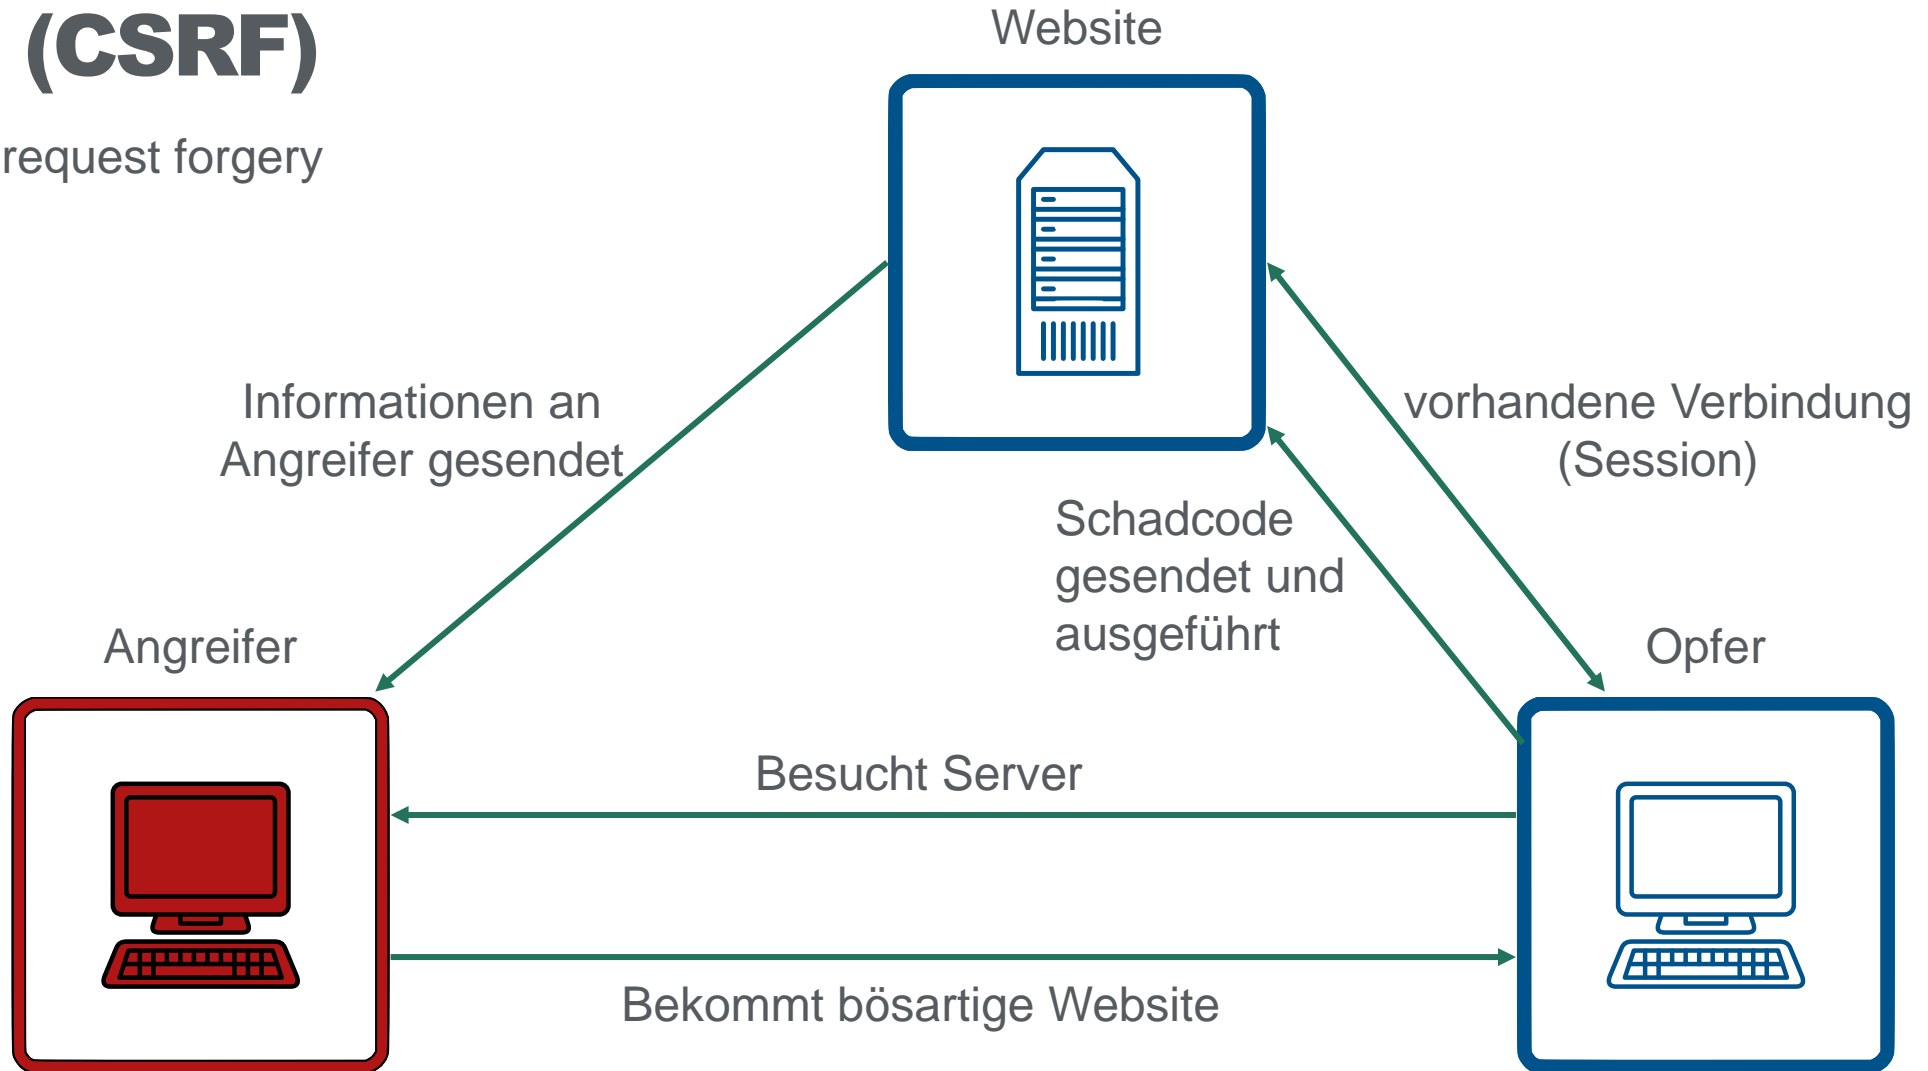 (CSRF)
request forgery
Website
Informationen an
Angreifer gesendet
vorhandene Verbindung
(Session)
Schadcode
gesendet und
ausgeführt
Angreifer
Opfer
Besucht Server
Bekommt bösartige Website